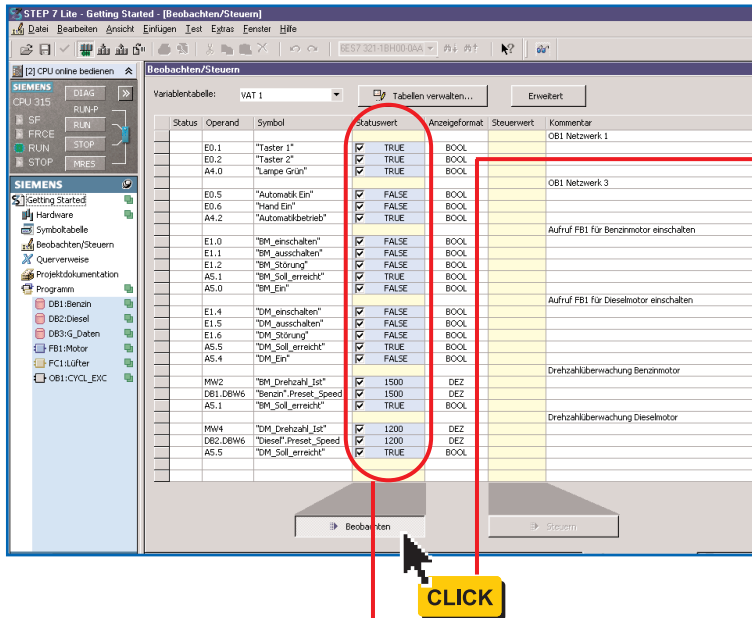 STEP 7 Lite - Getting Started - [Beobachten/Steuern]
Datei Bearbeiten Ansicht Einfügen Test Extras Fenster Hilfe
6ES7 321-1BH00-0AA
[2] CPU online bedienen
Beobachten/Steuern
SIEMENS
CPU 315
DIAG
RUN-P
SF
RUN
FRCE
RUN
STOP
STOP
MRES
Variablentabelle: VAT 1 Tabellen verwalten... Erweitert
SIEMENS
Getting Started
Hardware
Symboltabelle
Beobachten/Steuern
Querverweise
Projektdokumentation
Programm
DB1:Benzin
DB2:Diesel
DB3:G_Daten
FB1:Motor
FC1:Lüfter
OB1:CYCL_EXC
Status Operand Symbol Statuswert Anzeigeformat Steuerwert Kommentar
OB1 Netzwerk 1
E0.1 "Taster 1" TRUE BOOL
E0.2 "Taster 2" TRUE BOOL
A4.0 "Lampe Grün" TRUE BOOL
OB1 Netzwerk 3
E0.5 "Automatik Ein" FALSE BOOL
E0.6 "Hand Ein" FALSE BOOL
A4.2 "Automatikbetrieb" TRUE BOOL
Aufruf FB1 für Benzinmotor einschalten
E1.0 "BM_einschalten" FALSE BOOL
E1.1 "BM_ausschalten" FALSE BOOL
E1.2 "BM_Störung" FALSE BOOL
A5.1 "BM_Soll_erreicht" TRUE BOOL
A5.0 "BM_Ein" FALSE BOOL
Aufruf FB1 für Dieselmotor einschalten
E1.4 "DM_einschalten" FALSE BOOL
E1.5 "DM_ausschalten" FALSE BOOL
E1.6 "DM_Störung" FALSE BOOL
A5.5 "DM_Soll_erreicht" TRUE BOOL
A5.4 "DM_Ein" FALSE BOOL
Drehzahlüberwachung Benzinmotor
MW2 "BM_Drehzahl_Ist" 1500 DEZ
DB1.DBW6 "Benzin".Preset_Speed 1500 DEZ
A5.1 "BM_Soll_erreicht" TRUE BOOL
Drehzahlüberwachung Dieselmotor
MW4 "DM_Drehzahl_Ist" 1200 DEZ
DB2.DBW6 "Diesel".Preset_Speed 1200 DEZ
A5.5 "DM_Soll_erreicht" TRUE BOOL
Beobachten Steuern
CLICK